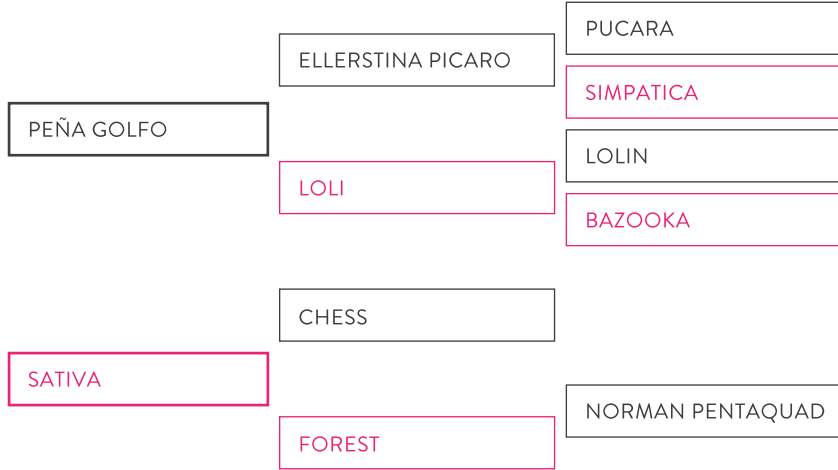 PUCARA
ELLERSTINA PICARO
SIMPATICA
PEÑA GOLFO
LOLIN
LOLI
BAZOOKA
CHESS
SATIVA
NORMAN PENTAQUAD
FOREST